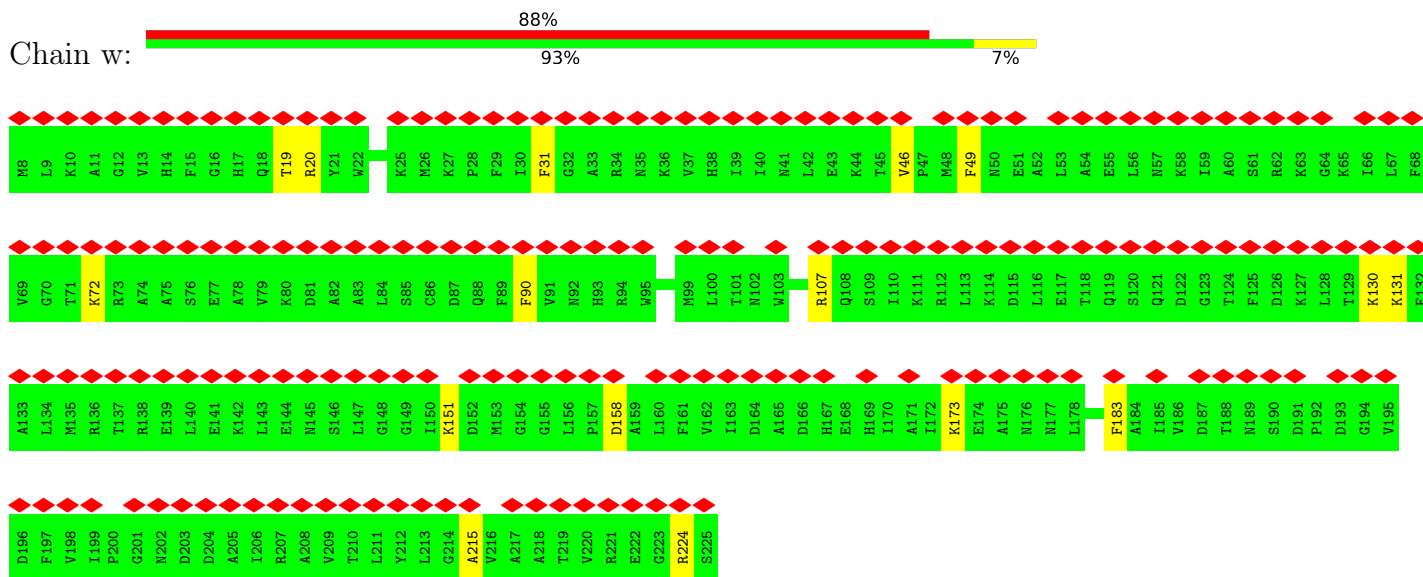 88%
Chain w:
93% 7%
M8 L9 K10 A11 G12 V13 H14 F15 G16 H17 Q18 T19 R20 Y21 W22 K25 M26 K27 P28 F29 I30 F31 G32 A33 R34 N35 K36 V37 H38 I39 I40 N41 L42 E43 K44 T45 V46 P47 M48 F49 N50 E51 A52 L53 A54 E55 L56 N57 K58 I59 A60 S61 R62 K63 G64 K65 I66 L67 F68
V69 G70 T71 K72 R73 A74 A75 S76 E77 A78 V79 K80 D81 A82 A83 L84 S85 C86 D87 Q88 F89 F90 V91 N92 H93 R94 W95 M99 L100 T101 N102 W103 R107 Q108 S109 I110 K111 R112 L113 K114 D115 L116 E117 T118 Q119 S120 Q121 D122 G123 T124 F125 D126 K127 L128 T129 K130 K131 E132
A133 L134 M135 R136 T137 R138 E139 L140 E141 K142 L143 E144 N145 S146 L147 G148 G149 I150 K151 D152 M153 G154 G155 L156 P157 D158 A159 L160 F161 V162 I163 D164 A165 D166 H167 E168 H169 I170 A171 I172 K173 E174 A175 N176 N177 L178 F183 A184 I185 V186 D187 T188 N189 S190 D191 P192 D193 G194 V195
D196 F197 V198 I199 P200 G201 N202 D203 D204 A205 I206 R207 A208 V209 T210 L211 Y212 L213 G214 A215 V216 A217 A218 T219 V220 R221 E222 G223 R224 S225